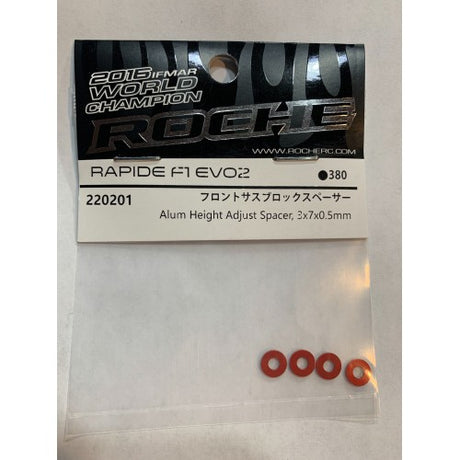 2015 IFMAR
WORLD
CHAMPION
ROCHE
WWW.ROCHERC.COM
RAPIDE F1 EVO2
●380
220201
フロントサスブロックスペーサー
Alum Height Adjust Spacer, 3x7x0.5mm